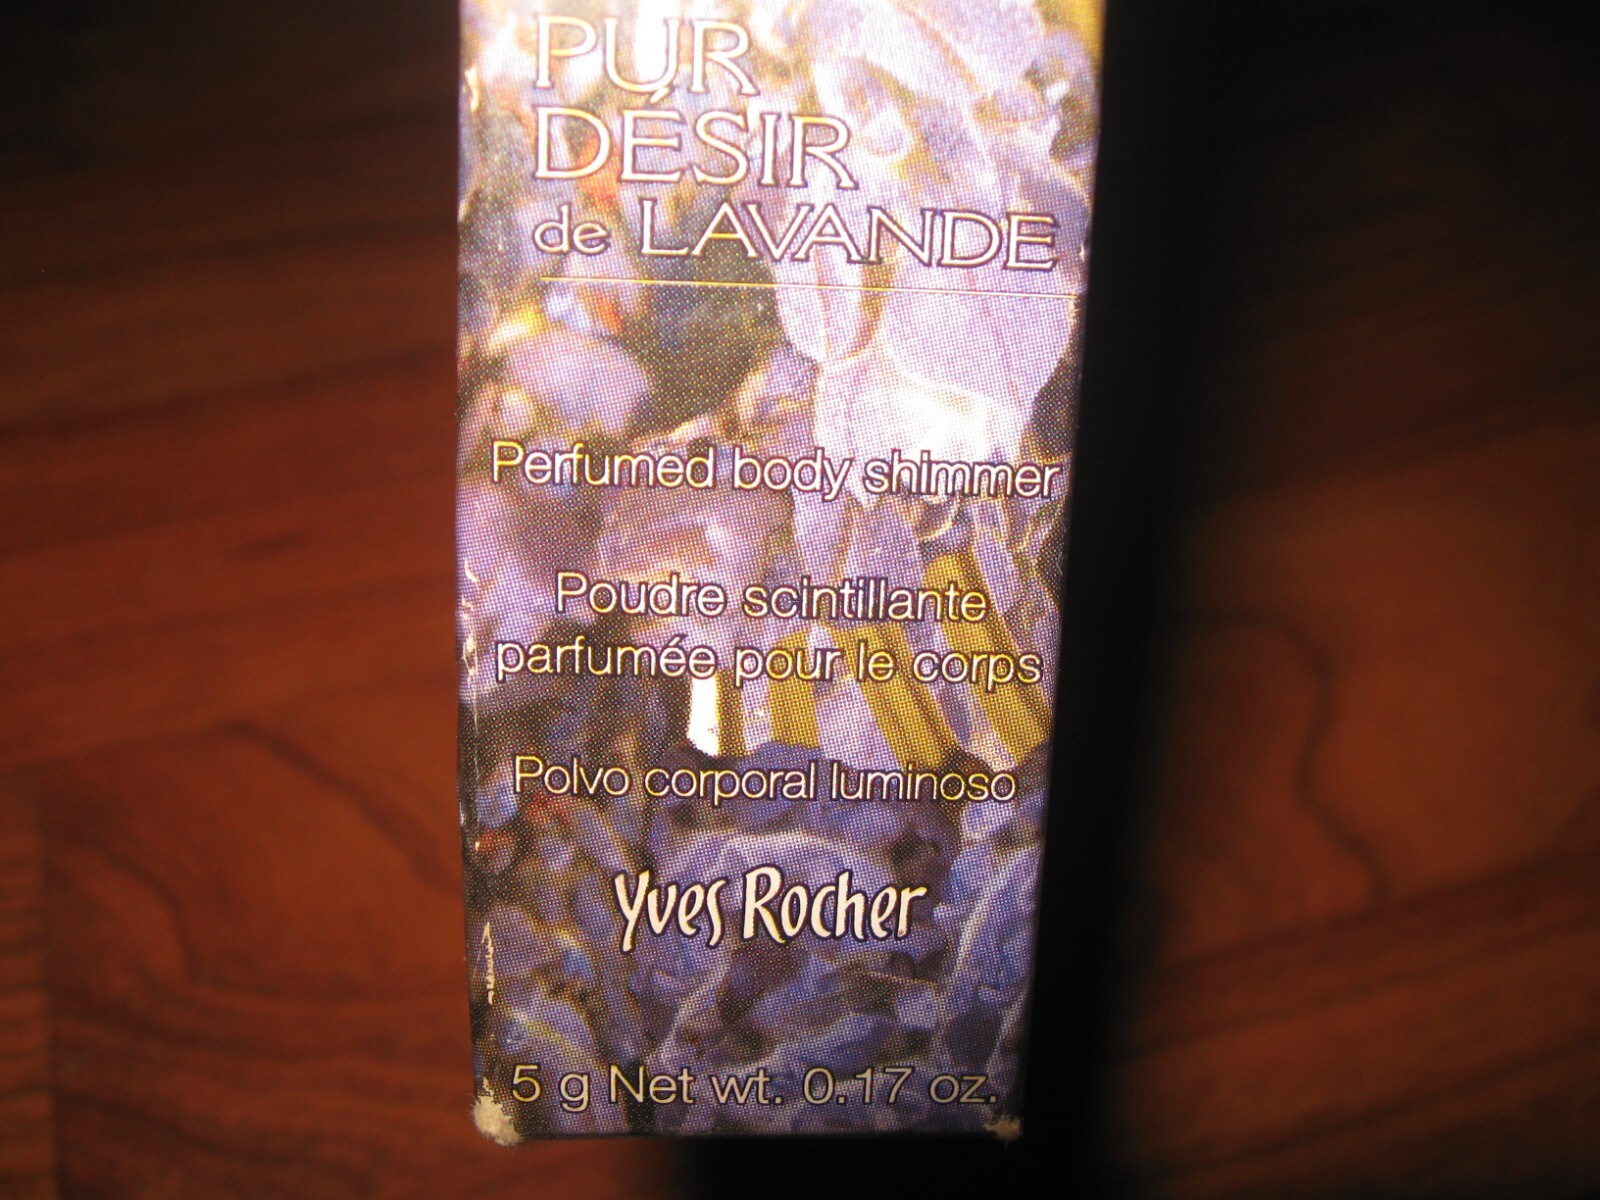 PUR
DÉSIR
de LAVANDE
Perfumed body shimmer
Poudre scintillante
parfumée pour le corps
Polvo corporal luminoso
Yves Rocher
5 g Net wt. 0.17 oz.